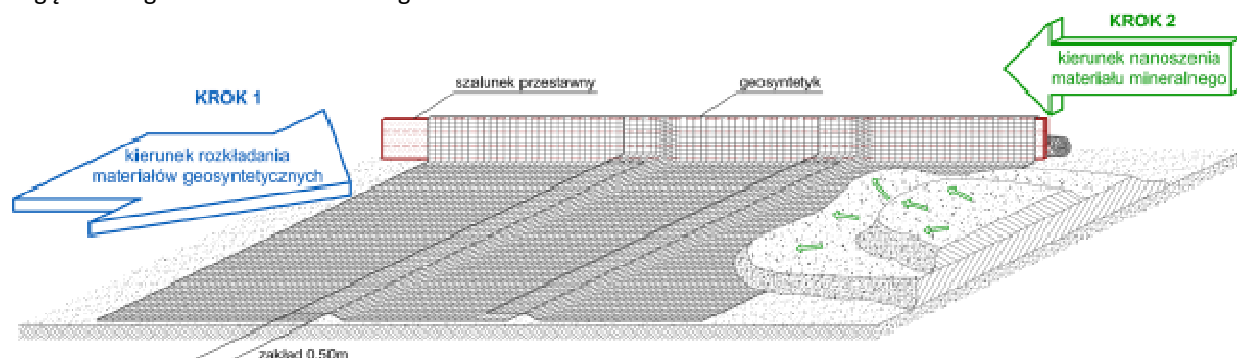 KROK 2
kierunek nanoszenia
materiału mineralnego
szalunek przestawny
geosyntetyk
KROK 1
kierunek rozkładania
materiałów geosyntetycznych
zakład 0,50m